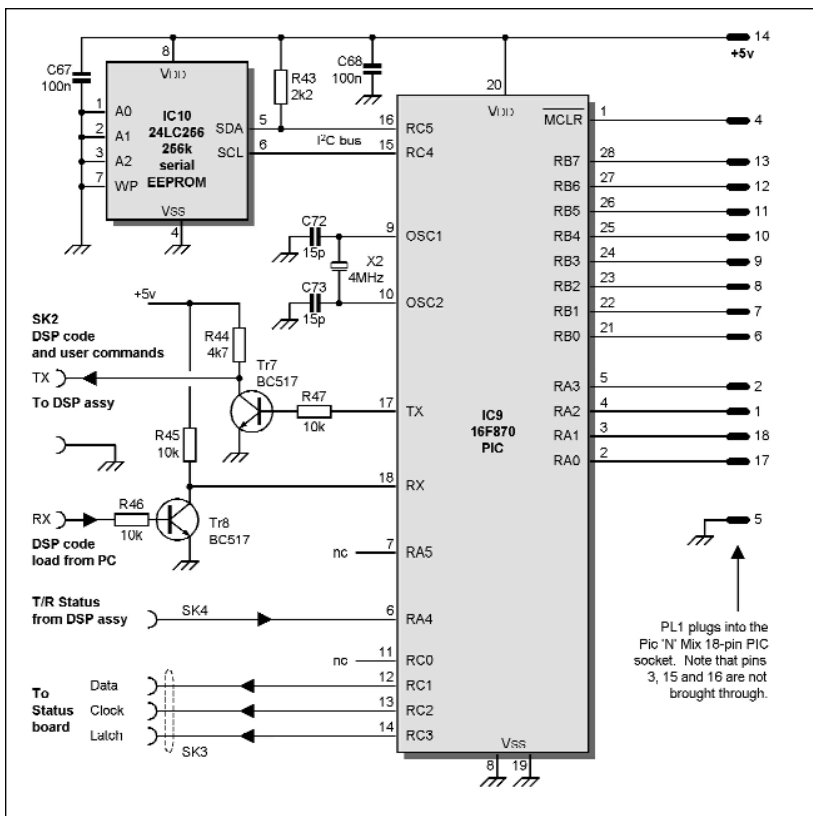 14
+5v
C67
100n
8
VDD
IC10
24LC256
256k
serial
EEPROM
1
A0
2
A1
3
A2
7
WP
SDA
5
SCL
6
VSS
4
R43
2k2
C68
100n
I²C bus
20
VDD
16
RC5
15
RC4
MCLR
1
4
RB7
28
13
RB6
27
12
RB5
26
11
RB4
25
10
RB3
24
9
RB2
23
8
RB1
22
7
RB0
21
6
RA3
5
2
RA2
4
1
RA1
3
18
RA0
2
17
C72
15p
X2
4MHz
C73
15p
9
OSC1
10
OSC2
+5v
SK2
DSP code
and user commands
TX
To DSP assy
R44
4k7
Tr7
BC517
R47
10k
17
TX
IC9
16F870
PIC
R45
10k
18
RX
RX
R46
10k
Tr8
BC517
DSP code
load from PC
nc
7
RA5
5
T/R Status
from DSP assy
SK4
6
RA4
nc
11
RC0
To
Status
board
Data
12
RC1
Clock
13
RC2
Latch
14
RC3
SK3
VSS
8
19
PL1 plugs into the
Pic 'N' Mix 18-pin PIC
socket. Note that pins
3, 15 and 16 are not
brought through.